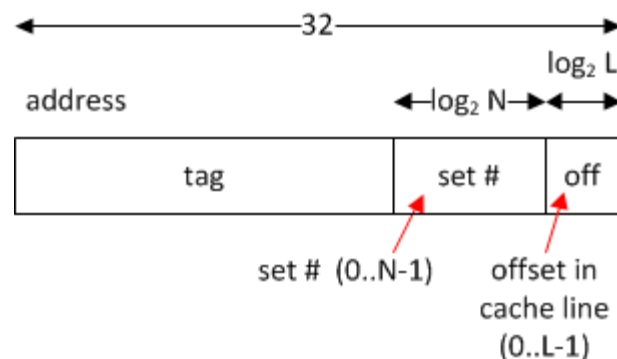 32
log₂ L
address
log₂ N
tag
set #
off
set # (0..N-1)
offset in
cache line
(0..L-1)